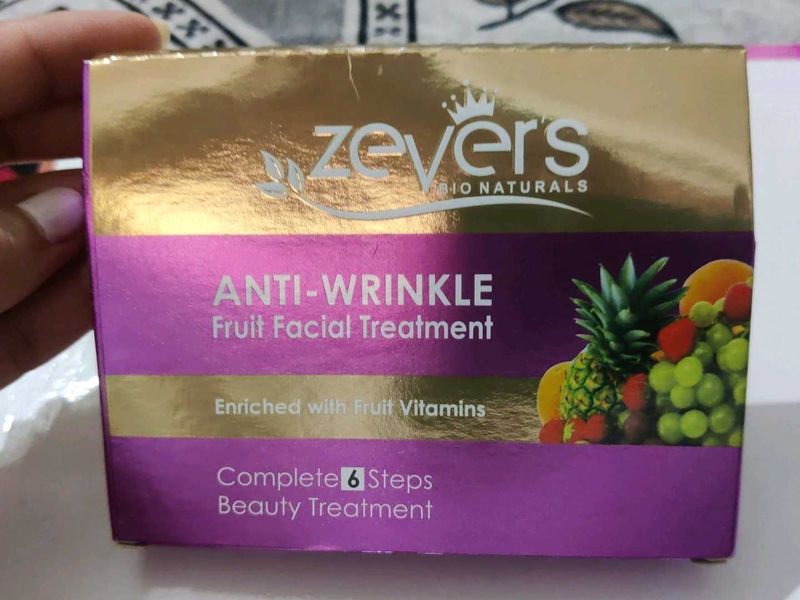 zever's
BIO NATURALS
ANTI-WRINKLE
Fruit Facial Treatment
Enriched with Fruit Vitamins
Complete 6 Steps
Beauty Treatment